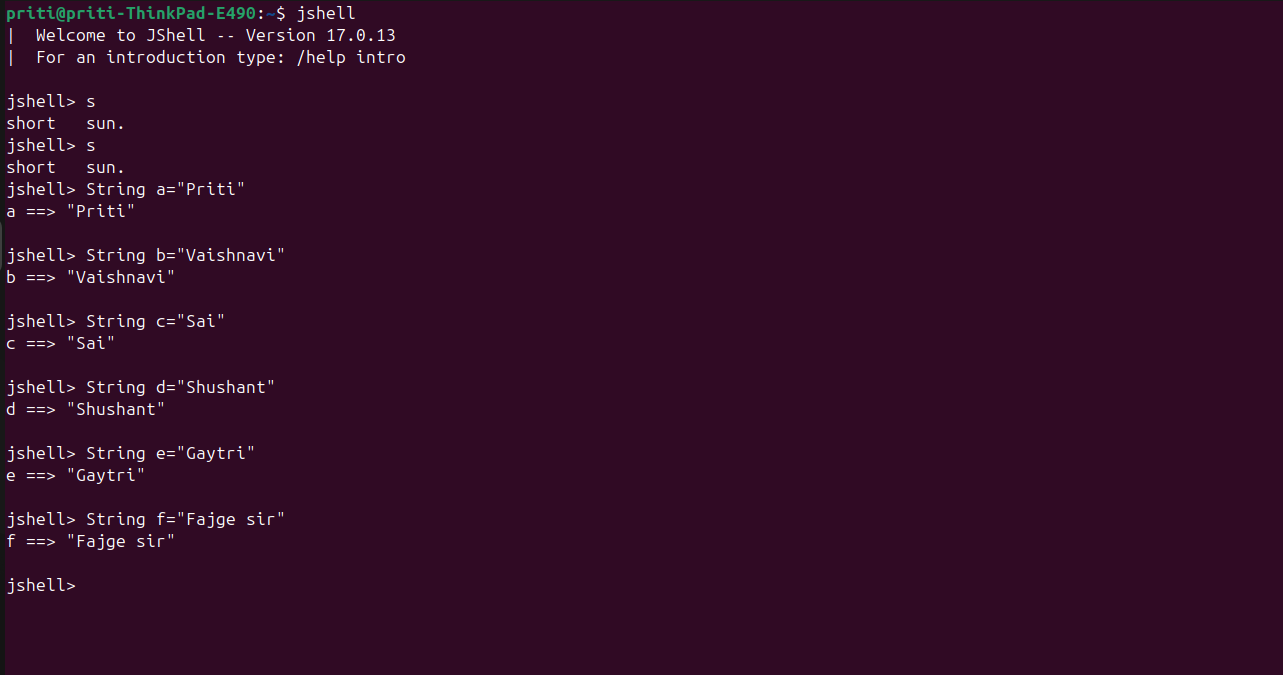 priti@priti-ThinkPad-E490:~$ jshell
|  Welcome to JShell -- Version 17.0.13
|  For an introduction type: /help intro
jshell> s
short   sun.
jshell> s
short   sun.
jshell> String a="Priti"
a ==> "Priti"
jshell> String b="Vaishnavi"
b ==> "Vaishnavi"
jshell> String c="Sai"
c ==> "Sai"
jshell> String d="Shushant"
d ==> "Shushant"
jshell> String e="Gaytri"
e ==> "Gaytri"
jshell> String f="Fajge sir"
f ==> "Fajge sir"
jshell>